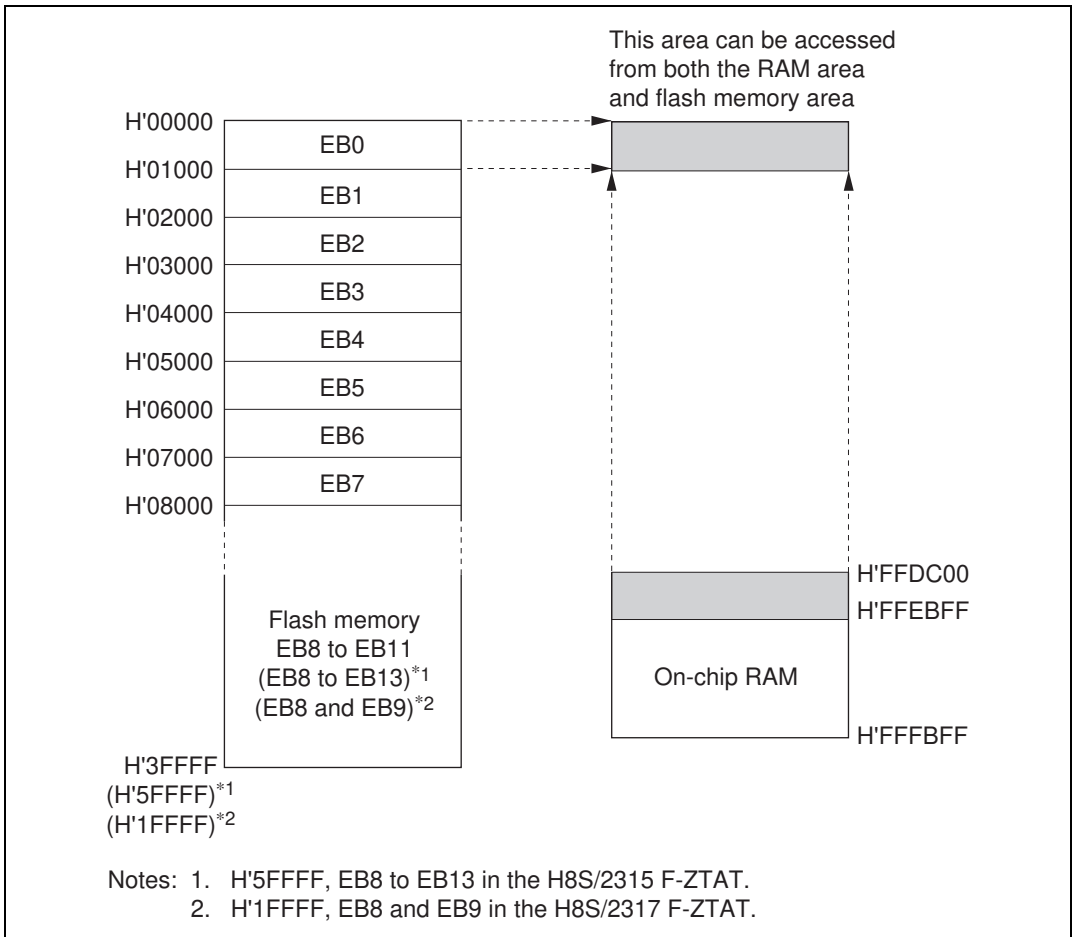 This area can be accessed
from both the RAM area
and flash memory area
H'00000
EB0
H'01000
EB1
H'02000
EB2
H'03000
EB3
H'04000
EB4
H'05000
EB5
H'06000
EB6
H'07000
EB7
H'08000
H'FFDC00
H'FFEBFF
Flash memory
EB8 to EB11
(EB8 to EB13)*1
(EB8 and EB9)*2
On-chip RAM
H'FFFBFF
H'3FFFF
(H'5FFFF)*1
(H'1FFFF)*2
Notes: 1. H'5FFFF, EB8 to EB13 in the H8S/2315 F-ZTAT.
2. H'1FFFF, EB8 and EB9 in the H8S/2317 F-ZTAT.